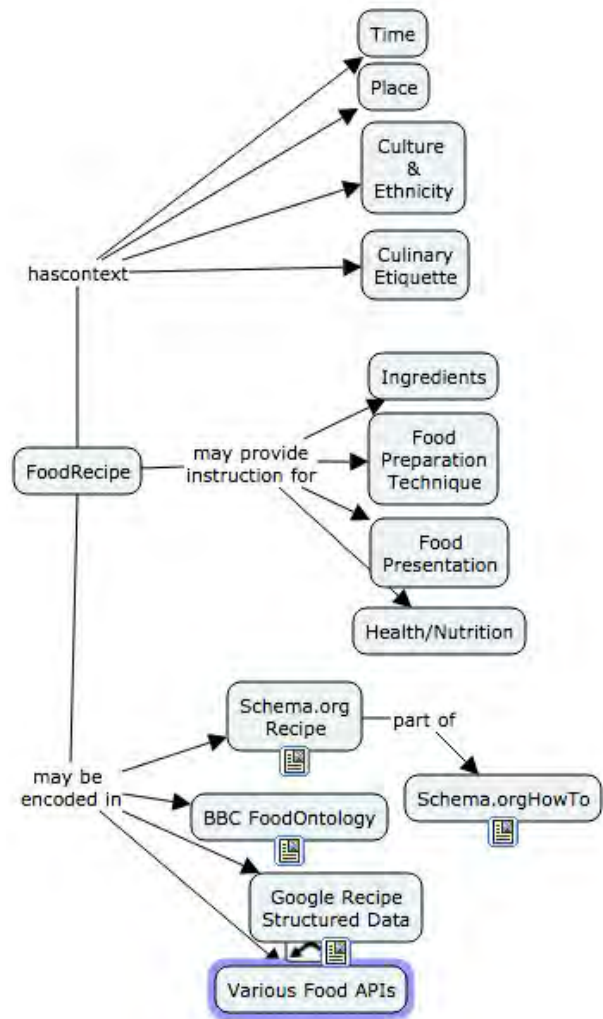 Time
Place
Culture
&
Ethnicity
Culinary
Etiquette
hascontext
Ingredients
may provide
instruction for
Food
Preparation
Technique
FoodRecipe
Food
Presentation
Health/Nutrition
Schema.org
Recipe
part of
may be
encoded in
Schema.orgHowTo
BBC FoodOntology
Google Recipe
Structured Data
Various Food APIs